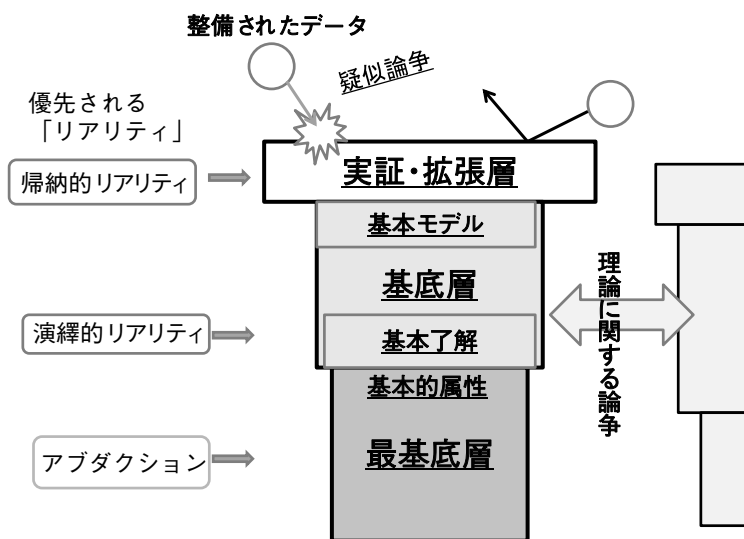 整備されたデータ
疑似論争
優先される
「リアリティ」
帰納的リアリティ
実証・拡張層
基本モデル
基底層
理論に関する論争
演繹的リアリティ
基本了解
基本的属性
アブダクション
最基底層